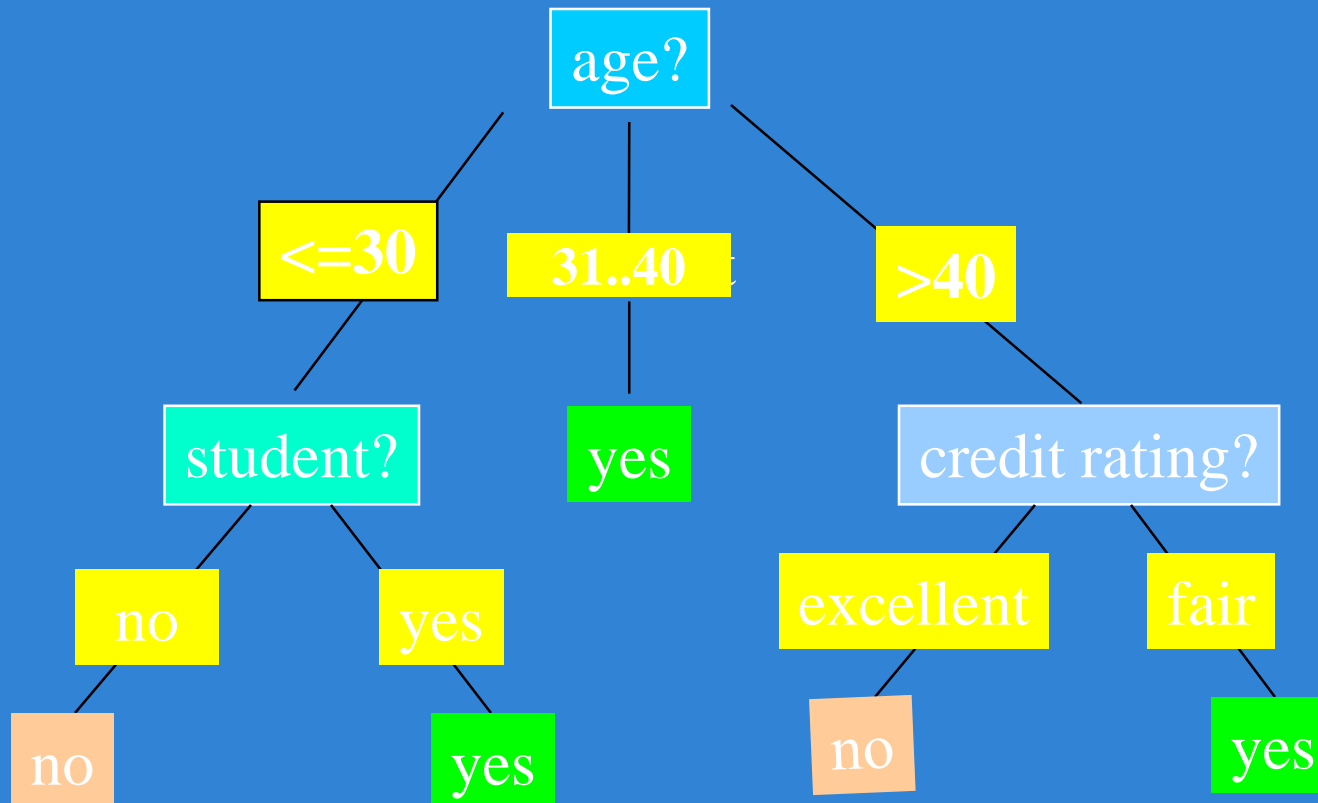 age?
<=30
31..40
>40
student?
yes
credit rating?
no
yes
excellent
fair
no
yes
no
yes